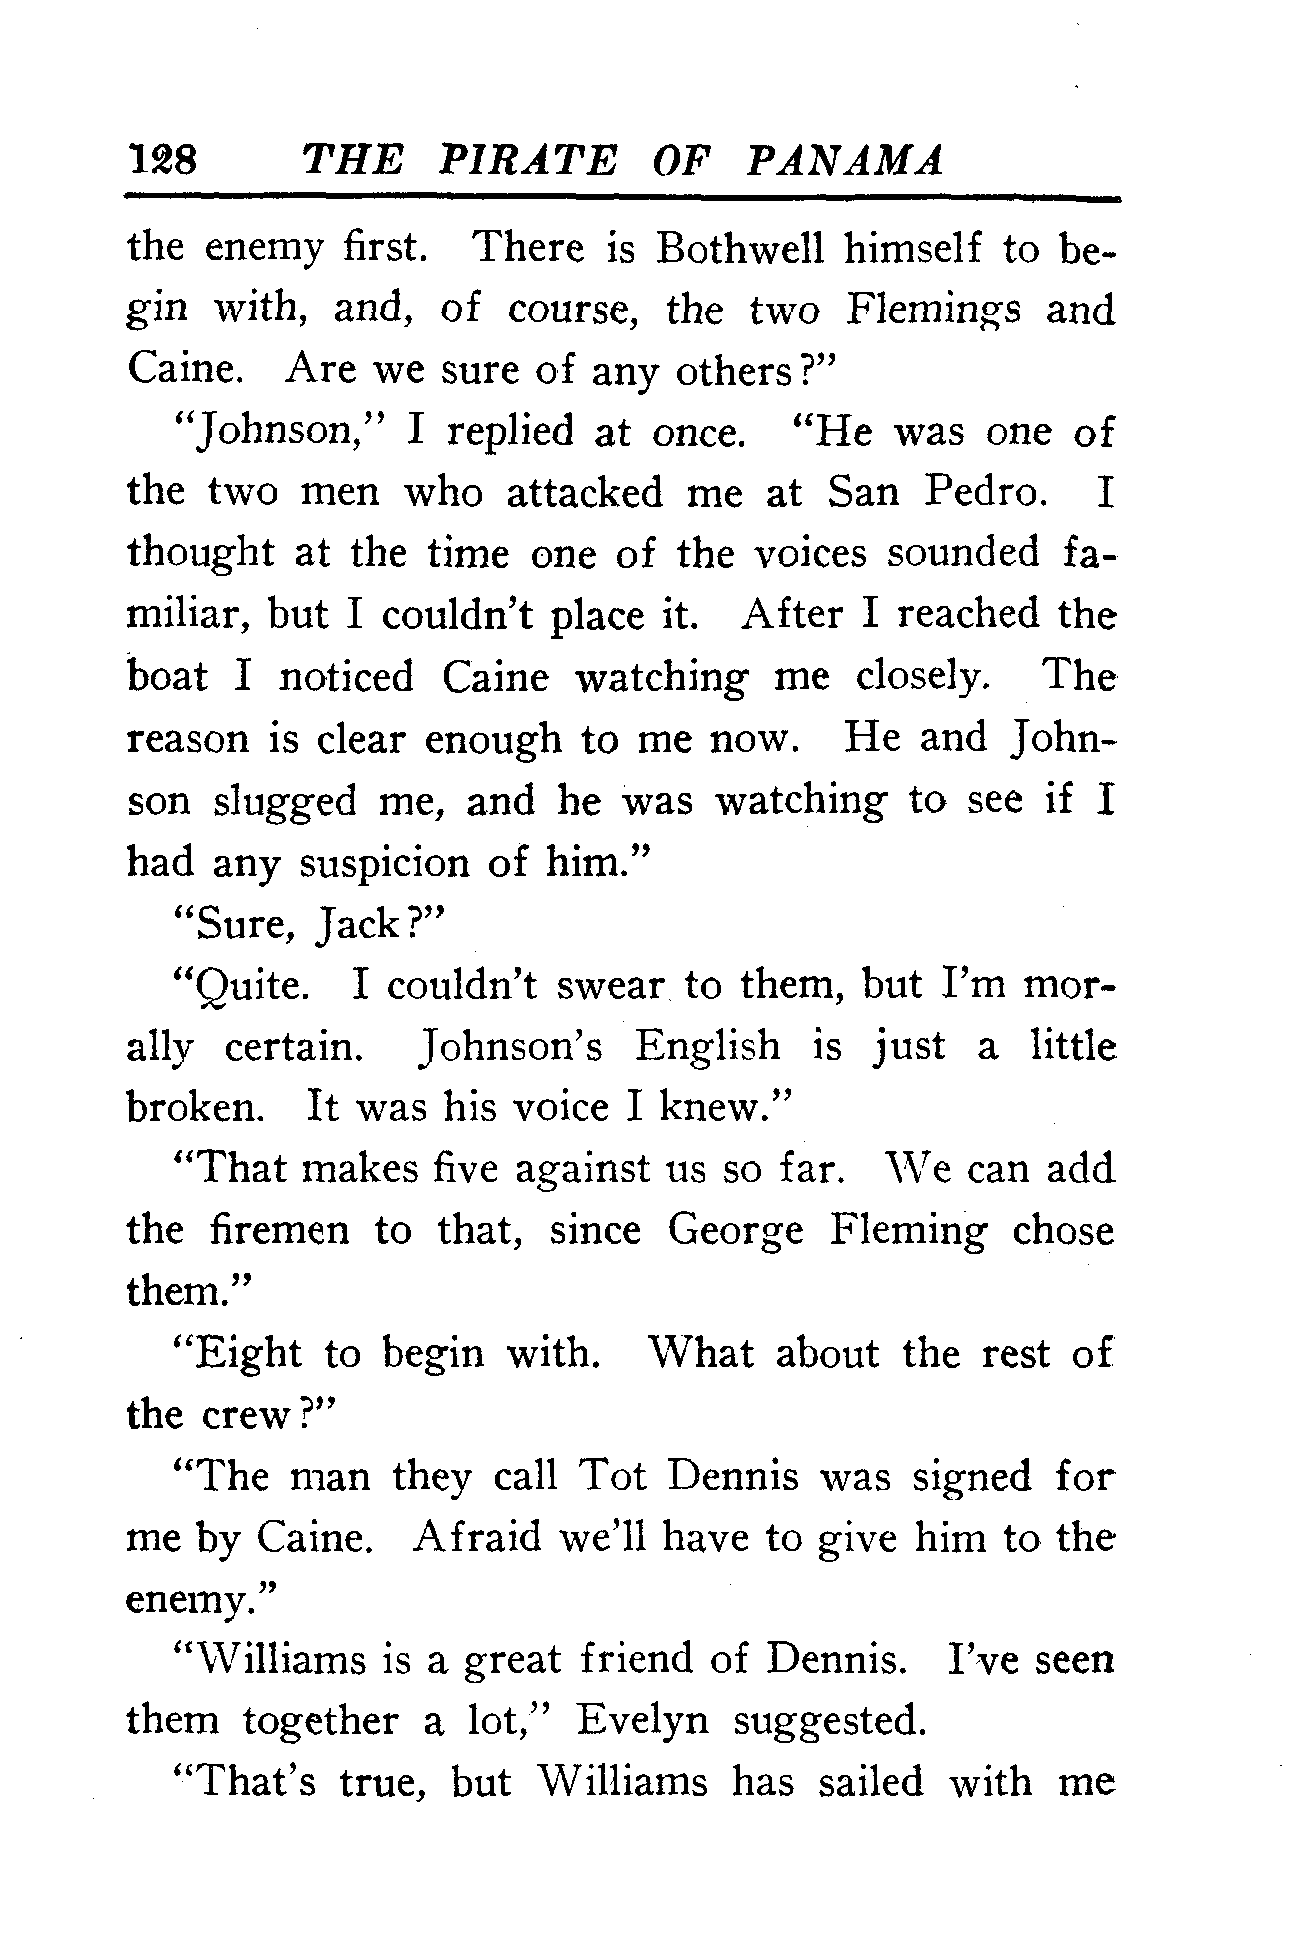 128 THE PIRATE OF PANAMA
the enemy first. There is Bothwell himself to be-
gin with, and, of course, the two Flemings and
Caine. Are we sure of any others?”
“Johnson,” I replied at once. “He was one of
the two men who attacked me at San Pedro. I
thought at the time one of the voices sounded fa-
miliar, but I couldn’t place it. After I reached the
boat I noticed Caine watching me closely. The
reason is clear enough to me now. He and John-
son slugged me, and he was watching to see if I
had any suspicion of him.”
“Sure, Jack?”
“Quite. I couldn’t swear to them, but I’m mor-
ally certain. Johnson’s English is just a little
broken. It was his voice I knew.”
“That makes five against us so far. We can add
the firemen to that, since George Fleming chose
them.”
“Eight to begin with. What about the rest of
the crew?”
“The man they call Tot Dennis was signed for
me by Caine. Afraid we’ll have to give him to the
enemy.”
“Williams is a great friend of Dennis. I’ve seen
them together a lot,” Evelyn suggested.
“That’s true, but Williams has sailed with me